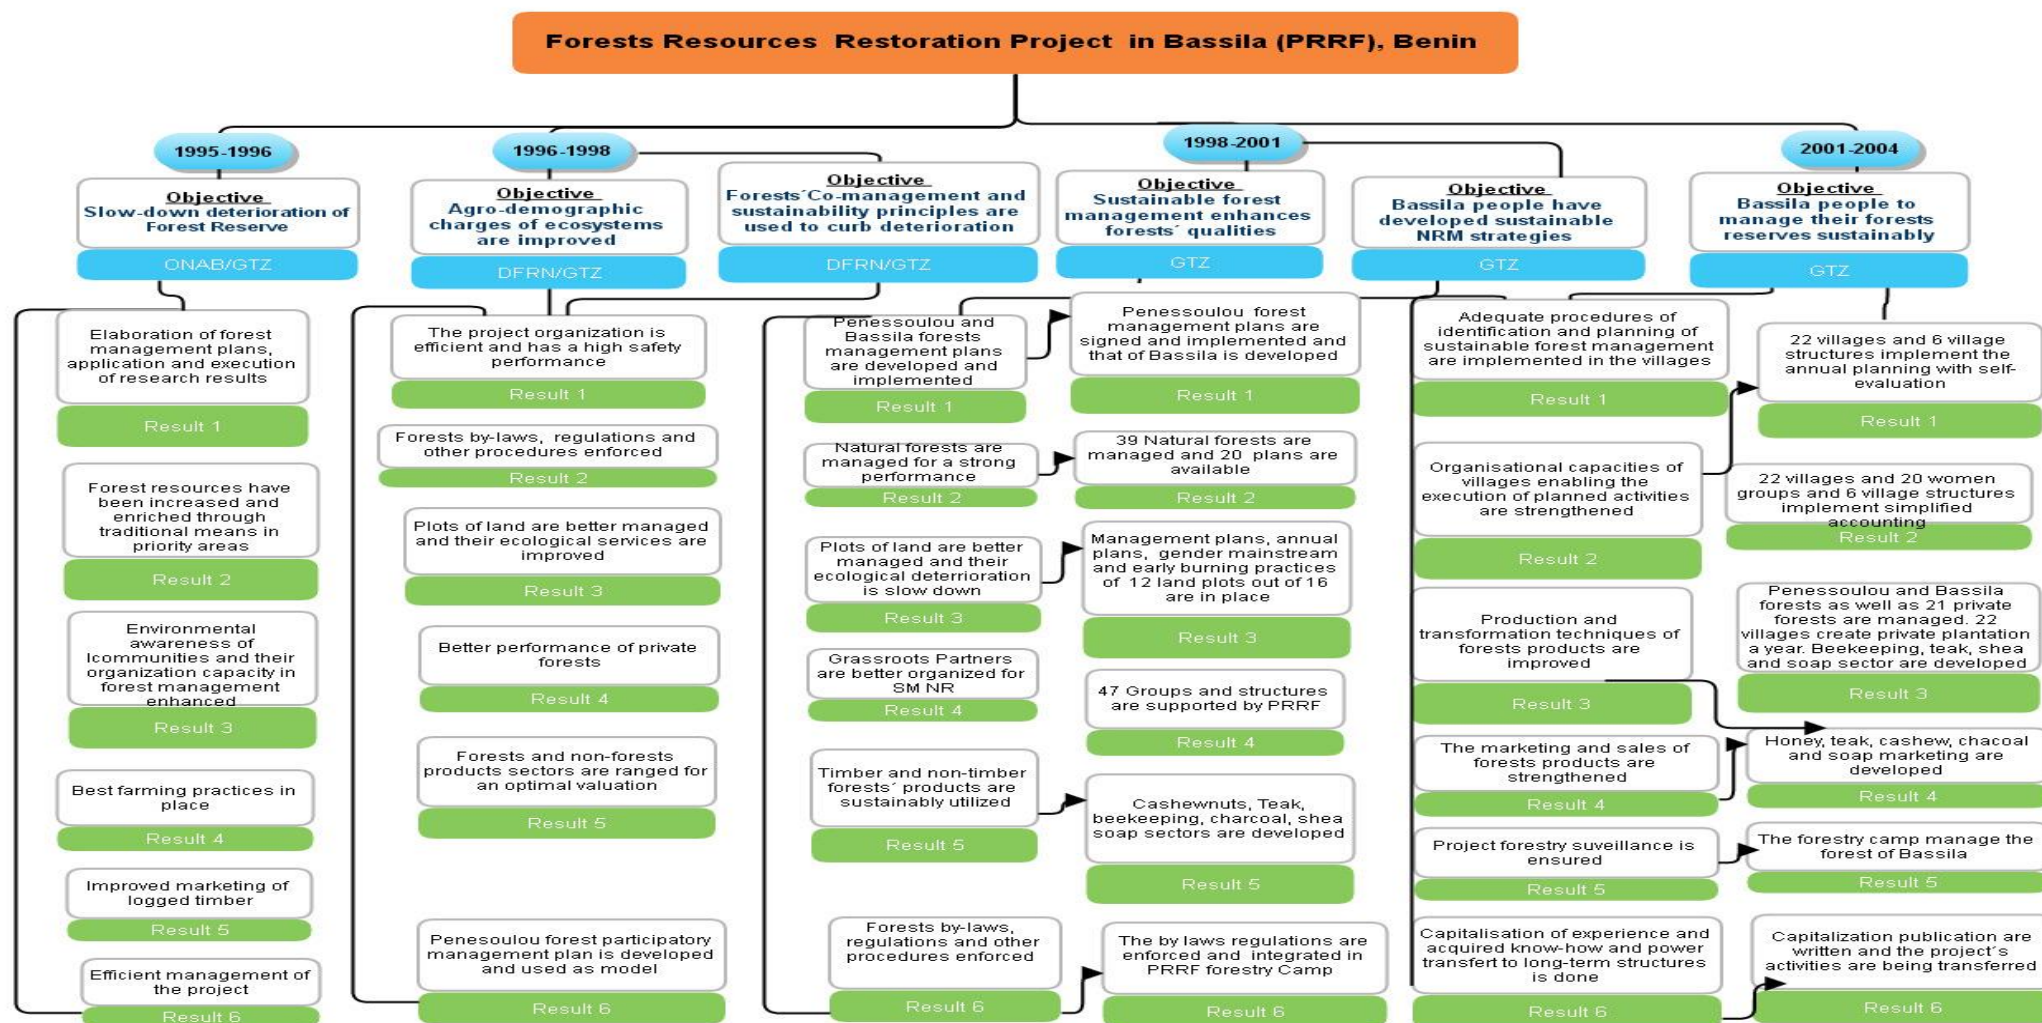 Forests Resources Restoration Project in Bassila (PRRF), Benin
1995-1996
1996-1998
1998-2001
2001-2004
Objective
Slow-down deterioration of
Forest Reserve
ONAB/GTZ
Objective
Agro-demographic
charges of ecosystems
are improved
DFRN/GTZ
Objective
Forests´Co-management and
sustainability principles are
used to curb deterioration
DFRN/GTZ
Objective
Sustainable forest
management enhances
forests´ qualities
GTZ
Objective
Bassila people have
developed sustainable
NRM strategies
GTZ
Objective
Bassila people to
manage their forests
reserves sustainably
GTZ
Elaboration of forest
management plans,
application and execution
of research results
Result 1
Forest resources have
been increased and
enriched through
traditional means in
priority areas
Result 2
Environmental
awareness of
lcommunities and their
organization capacity in
forest management
enhanced
Result 3
Best farming practices in
place
Result 4
Improved marketing of
logged timber
Result 5
Efficient management of
the project
Result 6
The project organization is
efficient and has a high safety
performance
Result 1
Forests by-laws, regulations and
other procedures enforced
Result 2
Plots of land are better managed
and their ecological services are
improved
Result 3
Better performance of private
forests
Result 4
Forests and non-forests
products sectors are ranged for
an optimal valuation
Result 5
Penesoulou forest participatory
management plan is developed
and used as model
Result 6
Penessoulou and
Bassila forests
management plans
are developed and
implemented
Result 1
Natural forests are
managed for a strong
performance
Result 2
Plots of land are better
managed and their
ecological deterrioration
is slow down
Result 3
Grassroots Partners
are better organized for
SM NR
Result 4
Timber and non-timber
forests´ products are
sustainably utilized
Result 5
Forests by-laws,
regulations and other
procedures enforced
Result 6
Penessoulou forest
management plans are
signed and implemented and
that of Bassila is developed
Result 1
39 Natural forests are
managed and 20 plans are
available
Result 2
Management plans, annual
plans, gender mainstream
and early burning practices
of 12 land plots out of 16
are in place
Result 3
47 Groups and structures
are supported by PRRF
Result 4
Cashewnuts, Teak,
beekeeping, charcoal, shea
soap sectors are developed
Result 5
The by laws regulations are
enforced and integrated in
PRRF forestry Camp
Result 6
Adequate procedures of
identification and planning of
sustainable forest management
are implemented in the villages
Result 1
Organisational capacities of
villages enabling the
execution of planned activities
are strengthened
Result 2
Production and
transformation techniques of
forests products are
improved
Result 3
The marketing and sales of
forests products are
strengthened
Result 4
Project forestry suveillance is
ensured
Result 5
Capitalisation of experience and
acquired know-how and power
transfert to long-term structures
is done
Result 6
22 villages and 6 village
structures implement the
annual planning with self-
evaluation
Result 1
22 villages and 20 women
groups and 6 village structures
implement simplified
accounting
Result 2
Penessoulou and Bassila
forests as well as 21 private
forests are managed. 22
villages create private plantation
a year. Beekeeping, teak, shea
and soap sector are developed
Result 3
Honey, teak, cashew, chacoal
and soap marketing are
developed
Result 4
The forestry camp manage the
forest of Bassila
Result 5
Capitalization publication are
written and the project´s
activities are being transferred
Result 6